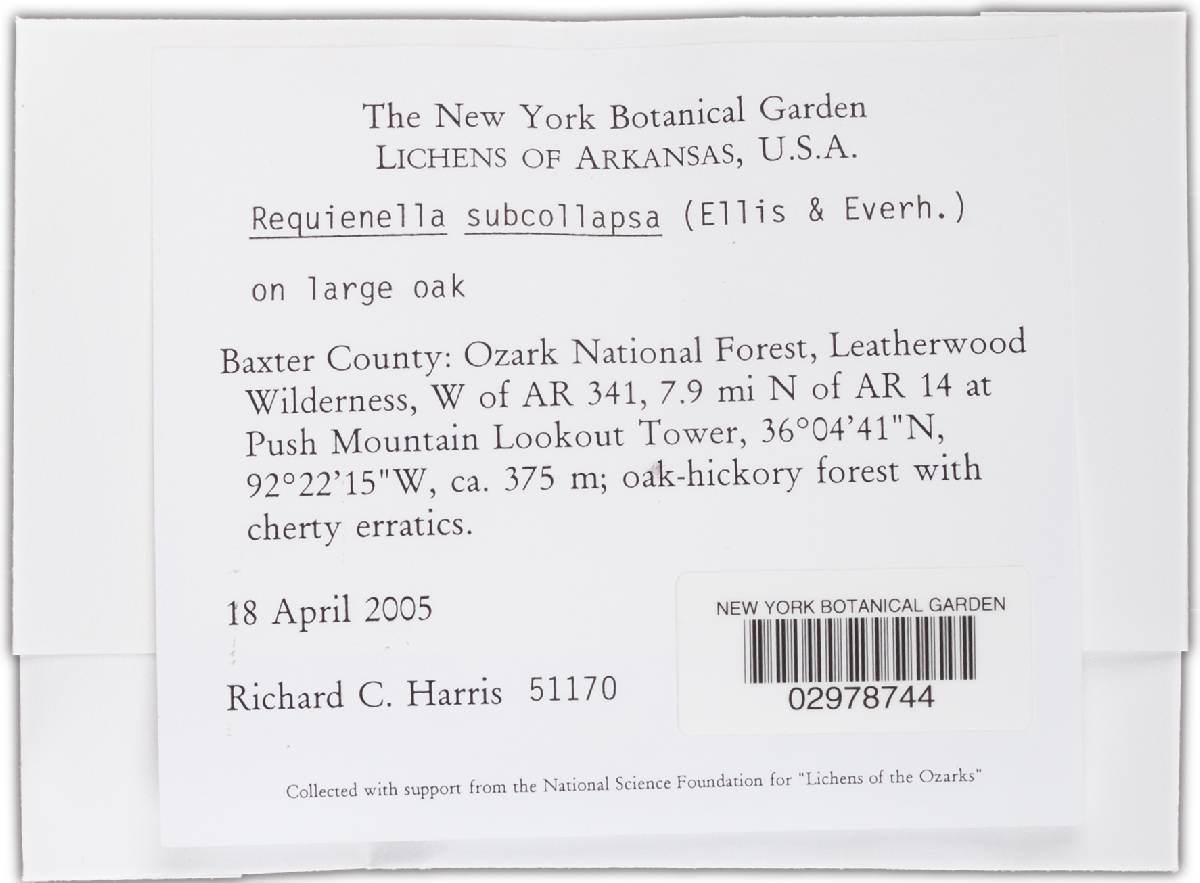 The New York Botanical Garden
LICHENS OF ARKANSAS, U.S.A.
Requienella subcollapsa (Ellis & Everh.)
on large oak
Baxter County: Ozark National Forest, Leatherwood
Wilderness, W of AR 341, 7.9 mi N of AR 14 at
Push Mountain Lookout Tower, 36°04'41"N,
92°22'15"W, ca. 375 m; oak-hickory forest with
cherty erratics.
18 April 2005
NEW YORK BOTANICAL GARDEN
02978744
Richard C. Harris 51170
Collected with support from the National Science Foundation for "Lichens of the Ozarks"